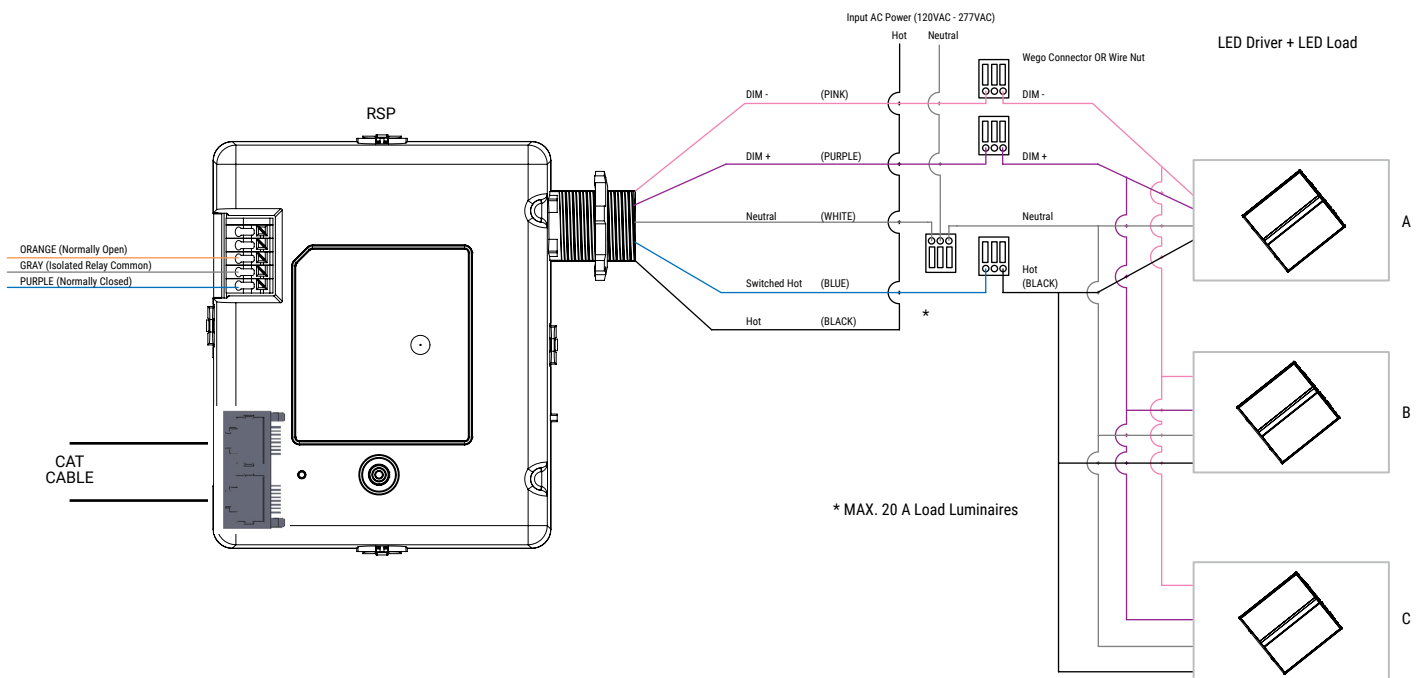 Input AC Power (120VAC - 277VAC)
Hot Neutral
LED Driver + LED Load
Wego Connector OR Wire Nut
DIM - (PINK) DIM -
RSP
DIM + (PURPLE) DIM +
Neutral (WHITE) Neutral
A
ORANGE (Normally Open)
GRAY (Isolated Relay Common)
PURPLE (Normally Closed)
Switched Hot (BLUE)
Hot
(BLACK)
*
Hot (BLACK)
B
CAT
CABLE
* MAX. 20 A Load Luminaires
C